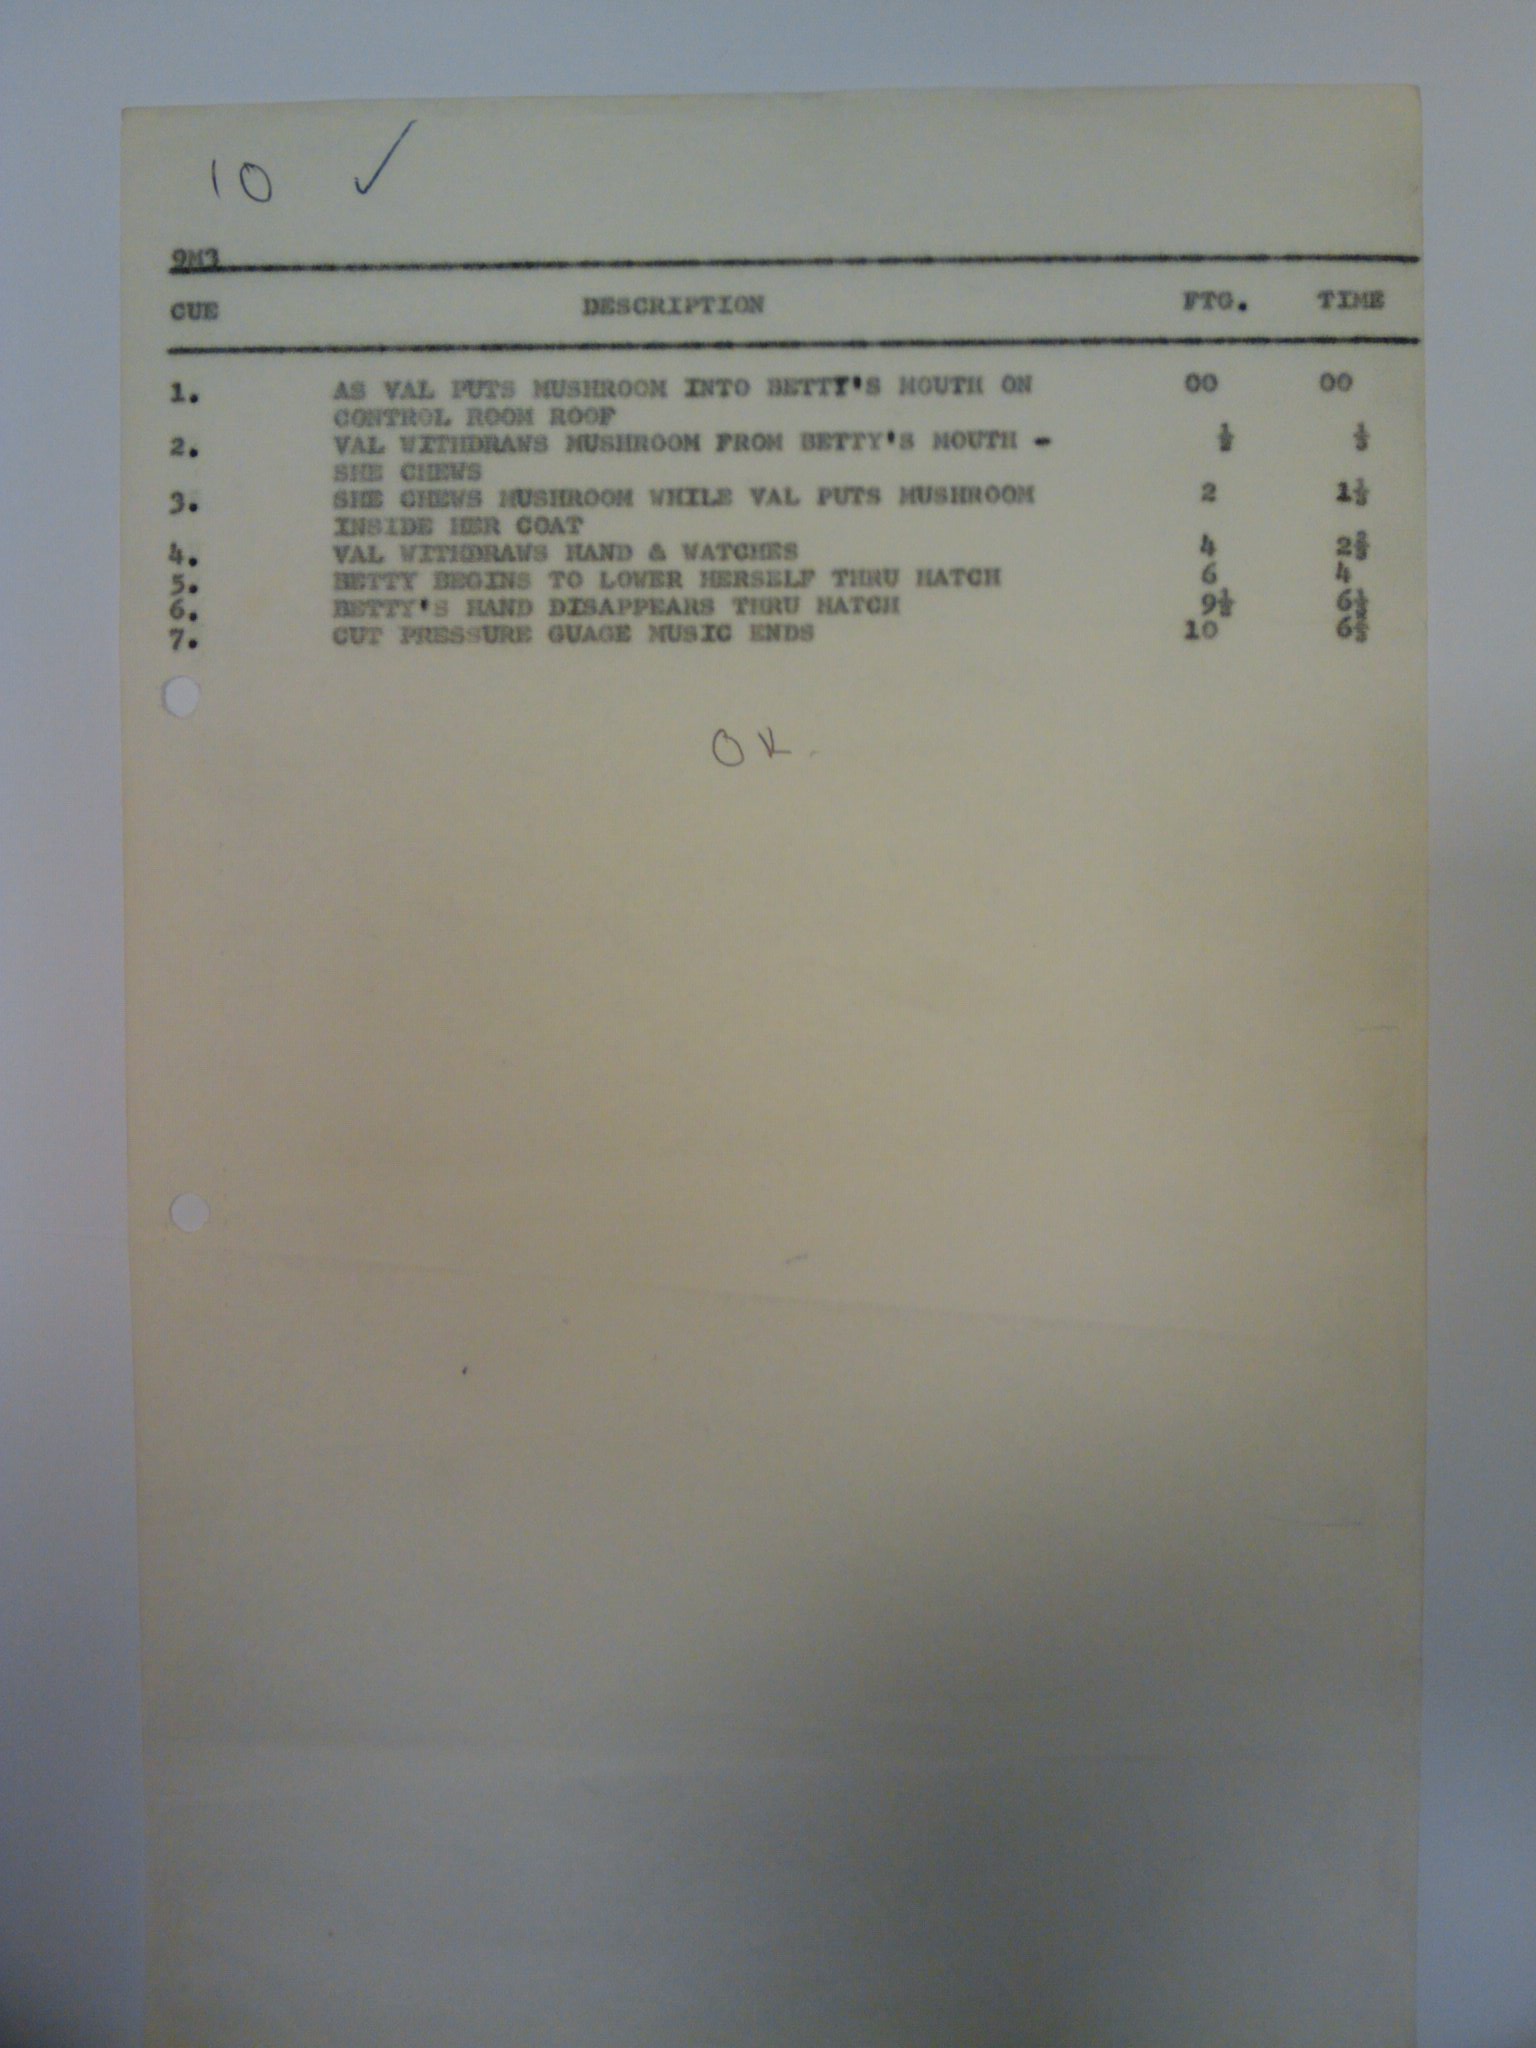 10 ✓
9M3
CUE DESCRIPTION FTG. TIME
1. AS VAL PUTS MUSHROOM INTO BETTY'S MOUTH ON 00 00
CONTROL ROOM ROOF
2. VAL WITHDRAWS MUSHROOM FROM BETTY'S MOUTH - ½ ⅓
SHE CHEWS
3. SHE CHEWS MUSHROOM WHILE VAL PUTS MUSHROOM 2 1⅓
INSIDE HER COAT
4. VAL WITHDRAWS HAND & WATCHES 4 2⅔
5. BETTY BEGINS TO LOWER HERSELF THRU HATCH 6 4
6. BETTY'S HAND DISAPPEARS THRU HATCH 9½ 6⅓
7. CUT PRESSURE GUAGE MUSIC ENDS 10 6⅔
OK.